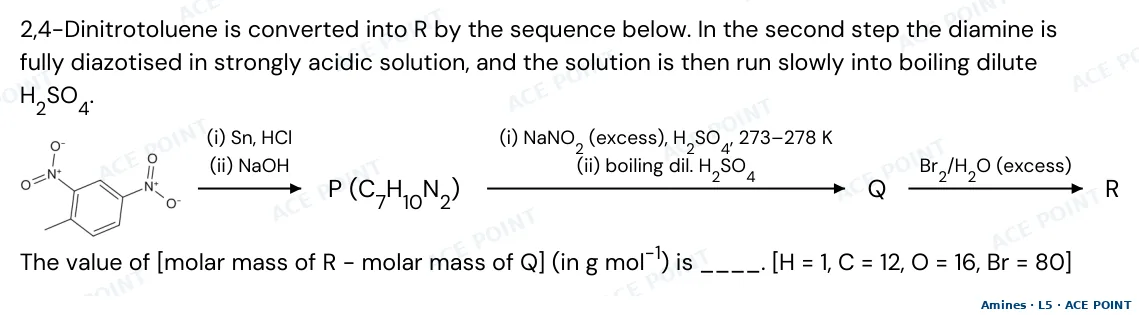 2,4-Dinitrotoluene is converted into R by the sequence below. In the second step the diamine is
fully diazotised in strongly acidic solution, and the solution is then run slowly into boiling dilute
H₂SO₄.
(i) Sn, HCl
(ii) NaOH
P (C₇H₁₀N₂)
(i) NaNO₂ (excess), H₂SO₄, 273–278 K
(ii) boiling dil. H₂SO₄
Q
Br₂/H₂O (excess)
R
O⁻
O
N⁺
O
N⁺
O⁻
The value of [molar mass of R – molar mass of Q] (in g mol⁻¹) is ____. [H = 1, C = 12, O = 16, Br = 80]
Amines · L5 · ACE POINT